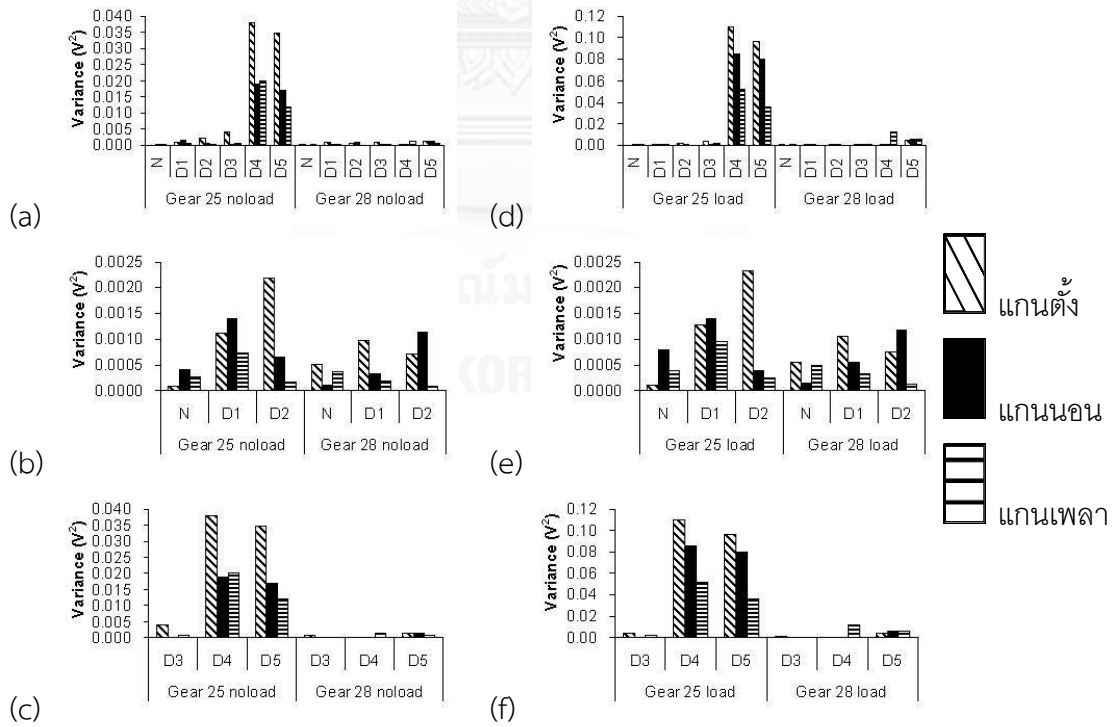 Variance (V²)
0.040
0.035
0.030
0.025
0.020
0.015
0.010
0.005
0.000
N D1 D2 D3 D4 D5 N D1 D2 D3 D4 D5
Gear 25 noload Gear 28 noload
(a)
Variance (V²)
0.12
0.10
0.08
0.06
0.04
0.02
0.00
N D1 D2 D3 D4 D5 N D1 D2 D3 D4 D5
Gear 25 load Gear 28 load
(d)
Variance (V²)
0.0025
0.0020
0.0015
0.0010
0.0005
0.0000
N D1 D2 N D1 D2
Gear 25 noload Gear 28 noload
(b)
Variance (V²)
0.0025
0.0020
0.0015
0.0010
0.0005
0.0000
N D1 D2 N D1 D2
Gear 25 load Gear 28 load
(e)
แกนตั้ง
แกนนอน
แกนเพลา
Variance (V²)
0.040
0.035
0.030
0.025
0.020
0.015
0.010
0.005
0.000
D3 D4 D5 D3 D4 D5
Gear 25 noload Gear 28 noload
(c)
Variance (V²)
0.12
0.10
0.08
0.06
0.04
0.02
0.00
D3 D4 D5 D3 D4 D5
Gear 25 load Gear 28 load
(f)